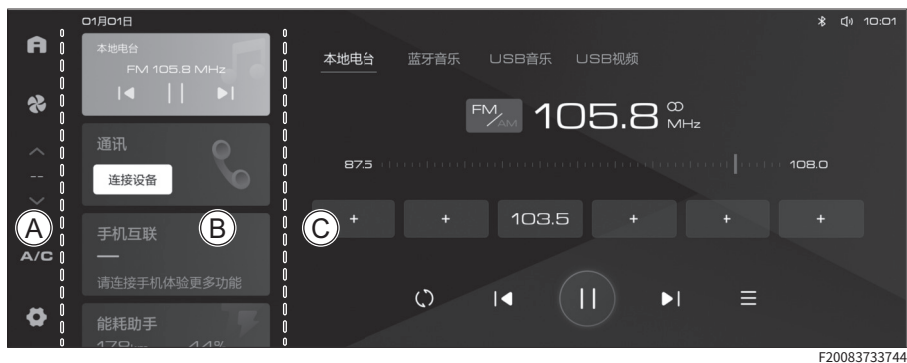 01月01日
10:01
A/C
--
本地电台
FM 105.8 MHz
通讯
连接设备
手机互联
请连接手机体验更多功能
能耗助手
A
B
C
本地电台 蓝牙音乐 USB音乐 USB视频
FM/AM 105.8 MHz
87.5 108.0
+ + 103.5 + + +
F20083733744